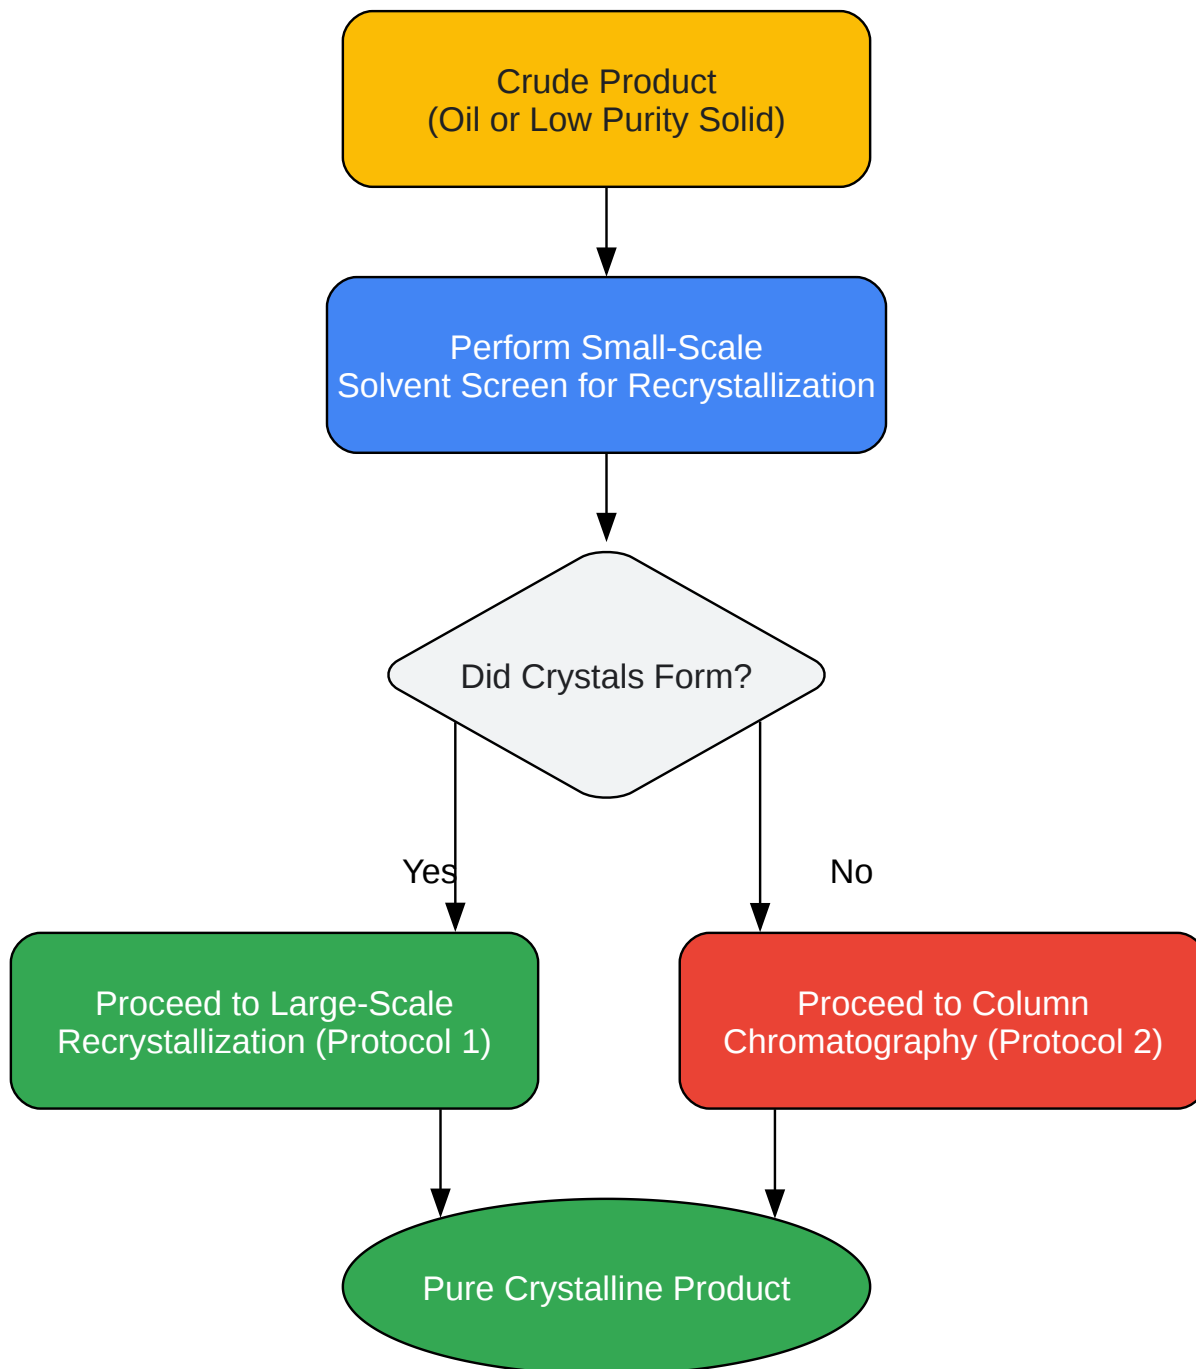 Crude Product
(Oil or Low Purity Solid)
Perform Small-Scale
Solvent Screen for Recrystallization
Did Crystals Form?
Yes
No
Proceed to Large-Scale
Recrystallization (Protocol 1)
Proceed to Column
Chromatography (Protocol 2)
Pure Crystalline Product